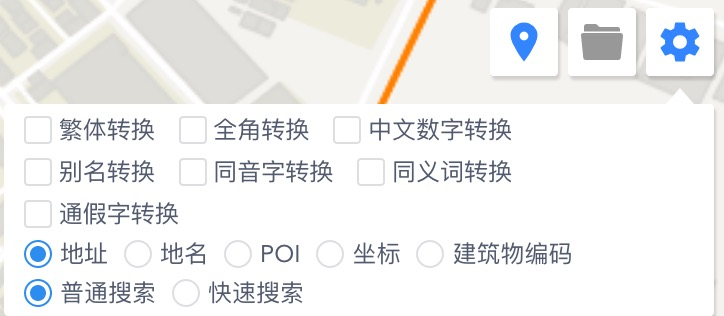 繁体转换 全角转换 中文数字转换
别名转换 同音字转换 同义词转换
通假字转换
地址 地名 POI 坐标 建筑物编码
普通搜索 快速搜索